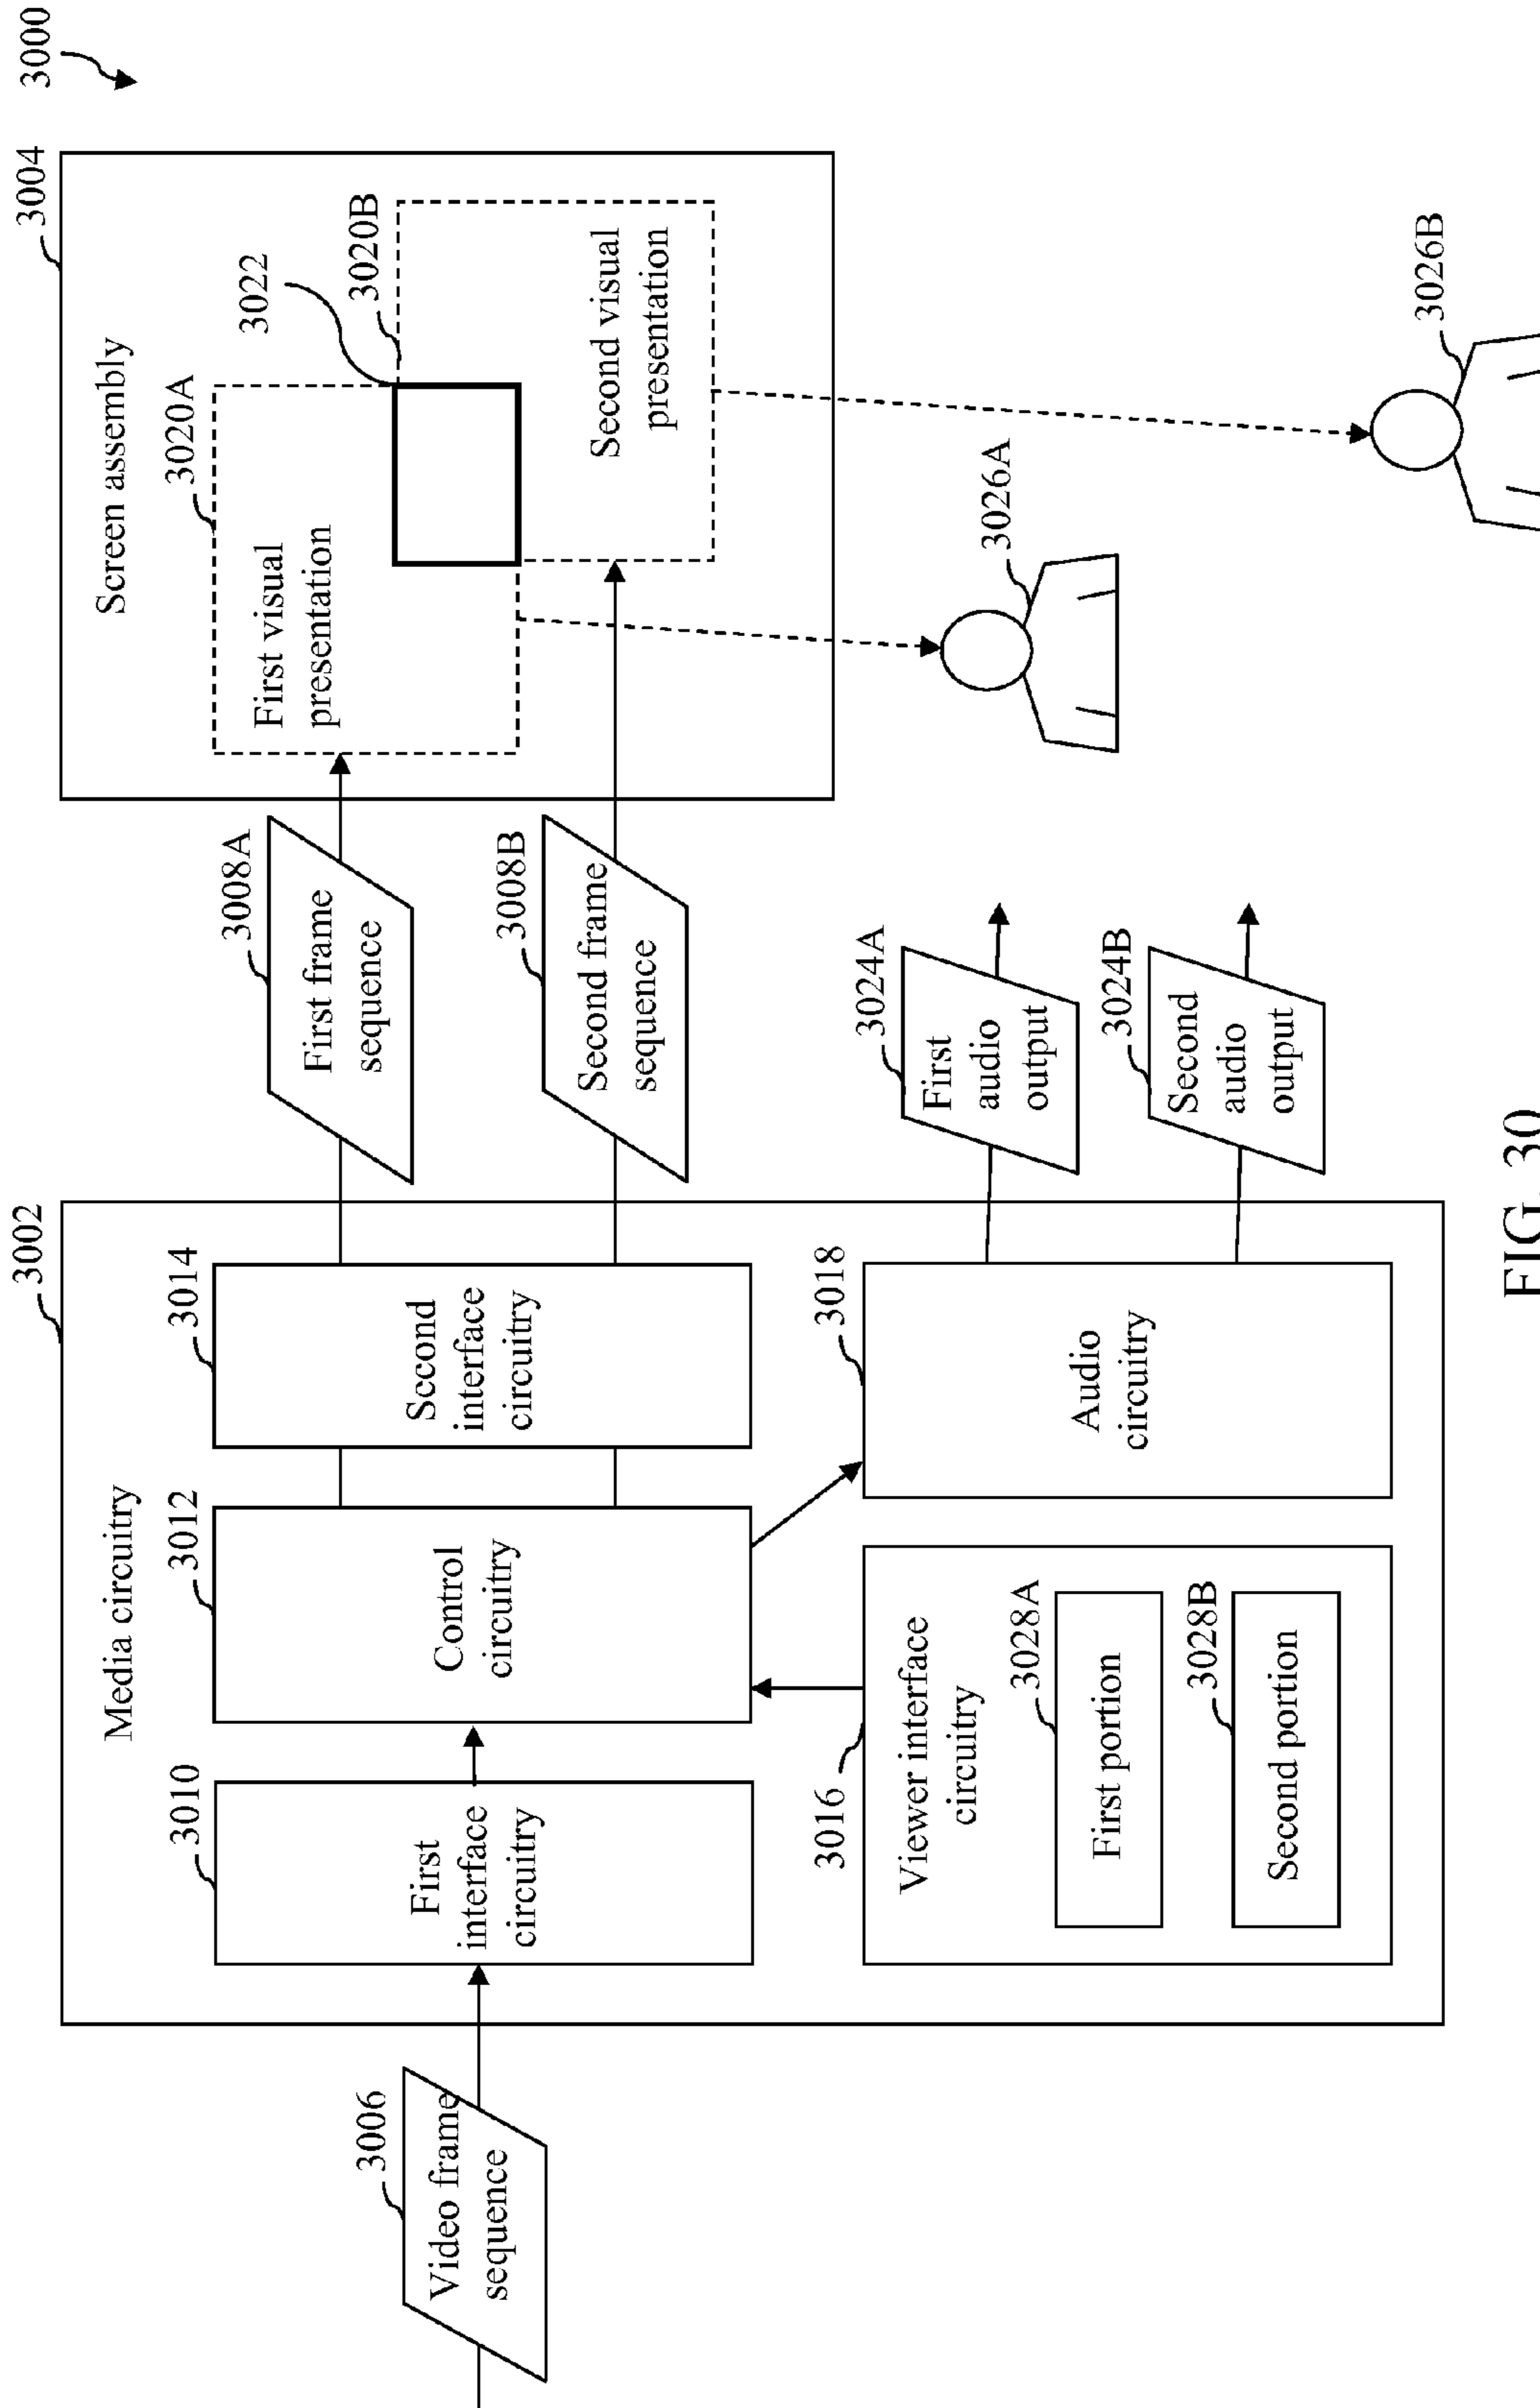 3000
3002
Media circuitry
3004
Screen assembly
3006
Video frame
sequence
3010
First
interface
circuitry
3012
Control
circuitry
3014
Second
interface
circuitry
3008A
First frame
sequence
3008B
Second frame
sequence
3020A
First visual
presentation
3022
3020B
Second visual
presentation
3016
Viewer interface
circuitry
3028A
First portion
3028B
Second portion
3018
Audio
circuitry
3024A
First
audio
output
3024B
Second
audio
output
3026A
3026B
FIG. 30